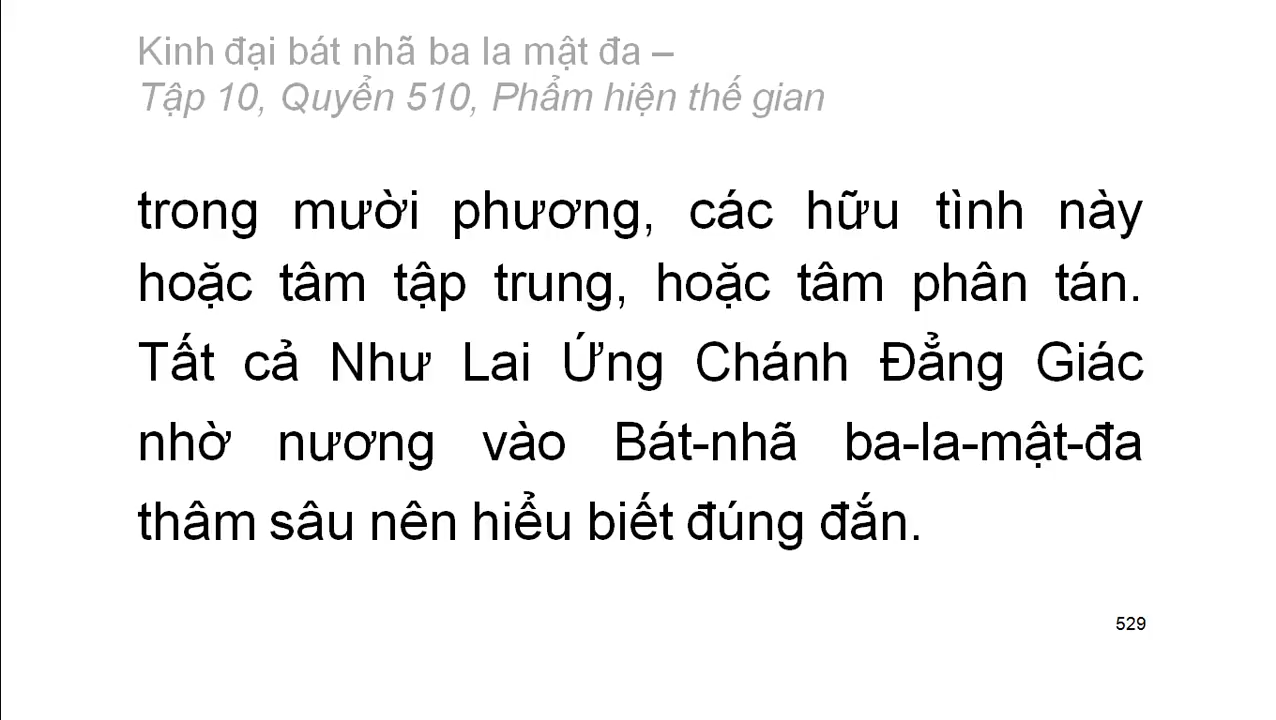 Kinh đại bát nhã ba la mật đa –
Tập 10, Quyển 510, Phẩm hiện thế gian
trong mười phương, các hữu tình này
hoặc tâm tập trung, hoặc tâm phân tán.
Tất cả Như Lai Ứng Chánh Đẳng Giác
nhờ nương vào Bát-nhã ba-la-mật-đa
thâm sâu nên hiểu biết đúng đắn.
529